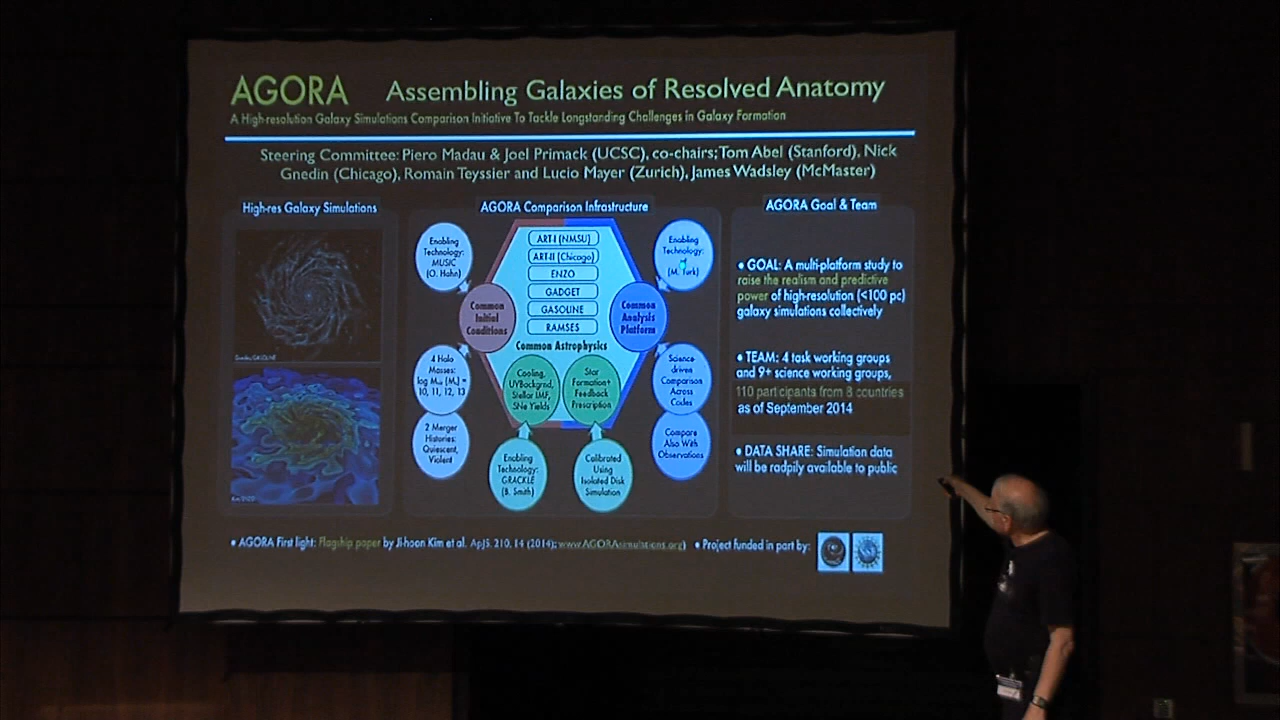 AGORA Assembling Galaxies of Resolved Anatomy
A High-resolution Galaxy Simulations Comparison Initiative To Tackle Longstanding Challenges in Galaxy Formation
Steering Committee: Piero Madau & Joel Primack (UCSC), co-chairs; Tom Abel (Stanford), Nick
Gnedin (Chicago), Romain Teyssier and Lucio Mayer (Zurich), James Wadsley (McMaster)
High-res Galaxy Simulations
AGORA Comparison Infrastructure
Enabling
Technology:
MUSIC
(O. Hahn)
Common
Initial
Conditions
4 Halo
Masses:
log Mvir (M☉) =
10, 11, 12, 13
2 Merger
Histories:
Quiescent,
Violent
ART-I (NMSU)
ART-II (Chicago)
ENZO
GADGET
GASOLINE
RAMSES
Common Astrophysics
Cooling,
UVBackgrnd,
Stellar IMF,
SNe Yields
Star
Formation+
Feedback
Prescription
Enabling
Technology:
GRACKLE
(B. Smith)
Calibrated
Using
Isolated Disk
Simulation
Enabling
Technology:
(M. Turk)
Common
Analysis
Platform
Science-
driven
Comparison
Across
Codes
Compare
Also With
Observations
AGORA Goal & Team
• GOAL: A multi-platform study to
raise the realism and predictive
power of high-resolution (<100 pc)
galaxy simulations collectively
• TEAM: 4 task working groups
and 9+ science working groups,
110 participants from 8 countries
as of September 2014
• DATA SHARE: Simulation data
will be radpily available to public
• AGORA First light: Flagship paper by Ji-hoon Kim et al. ApJS, 210, 14 (2014); www.AGORAsimulations.org)
• Project funded in part by: